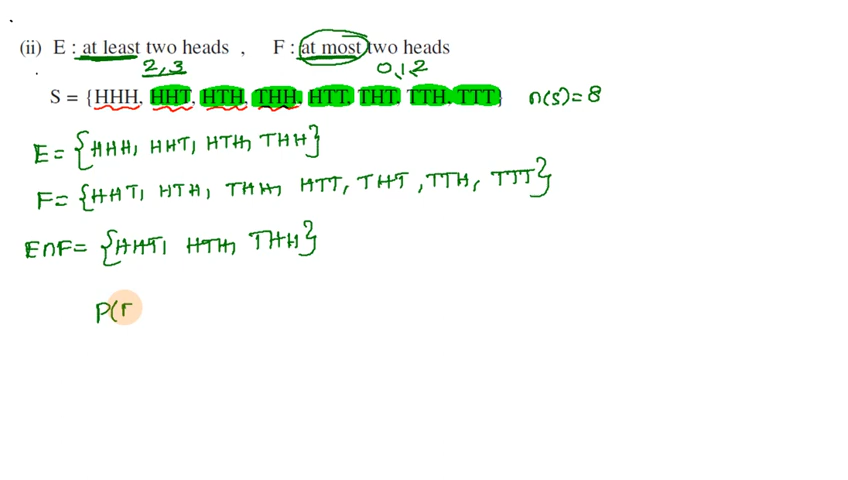 (ii) E : at least two heads , F : at most two heads
2,3 0,1,2
S = {HHH, HHT, HTH, THH, HTT, THT, TTH, TTT} n(S)=8
E = {HHH, HHT, HTH, THH}
F = {HHT, HTH, THH, HTT, THT, TTH, TTT}
E∩F = {HHT, HTH, THH}
P(